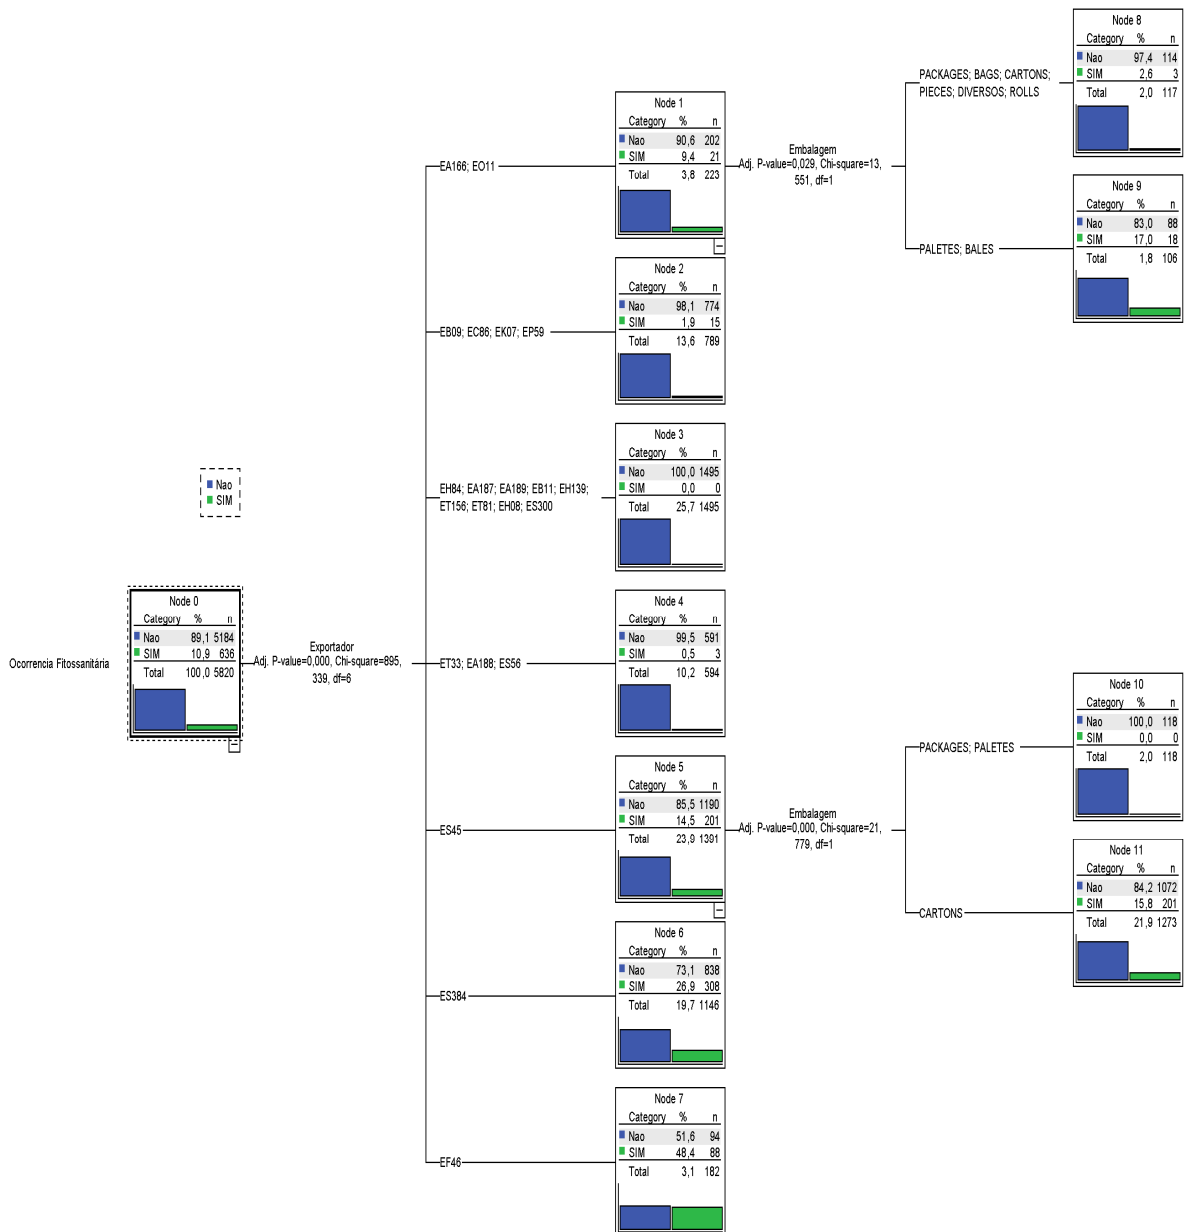 Nao
SIM
Ocorrencia Fitossanitária
Node 0
Category % n
Nao 89,1 5184
SIM 10,9 636
Total 100,0 5820
Exportador
Adj. P-value=0,000, Chi-square=895,
339, df=6
EA166; EO11
Node 1
Category % n
Nao 90,6 202
SIM 9,4 21
Total 3,8 223
Embalagem
Adj. P-value=0,029, Chi-square=13,
551, df=1
PACKAGES; BAGS; CARTONS;
PIECES; DIVERSOS; ROLLS
Node 8
Category % n
Nao 97,4 114
SIM 2,6 3
Total 2,0 117
PALETES; BALES
Node 9
Category % n
Nao 83,0 88
SIM 17,0 18
Total 1,8 106
EB09; EC86; EK07; EP59
Node 2
Category % n
Nao 98,1 774
SIM 1,9 15
Total 13,6 789
EH84; EA187; EA189; EB11; EH139;
ET156; ET81; EH08; ES300
Node 3
Category % n
Nao 100,0 1495
SIM 0,0 0
Total 25,7 1495
ET33; EA188; ES56
Node 4
Category % n
Nao 99,5 591
SIM 0,5 3
Total 10,2 594
ES45
Node 5
Category % n
Nao 85,5 1190
SIM 14,5 201
Total 23,9 1391
Embalagem
Adj. P-value=0,000, Chi-square=21,
779, df=1
PACKAGES; PALETES
Node 10
Category % n
Nao 100,0 118
SIM 0,0 0
Total 2,0 118
CARTONS
Node 11
Category % n
Nao 84,2 1072
SIM 15,8 201
Total 21,9 1273
ES384
Node 6
Category % n
Nao 73,1 838
SIM 26,9 308
Total 19,7 1146
EF46
Node 7
Category % n
Nao 51,6 94
SIM 48,4 88
Total 3,1 182